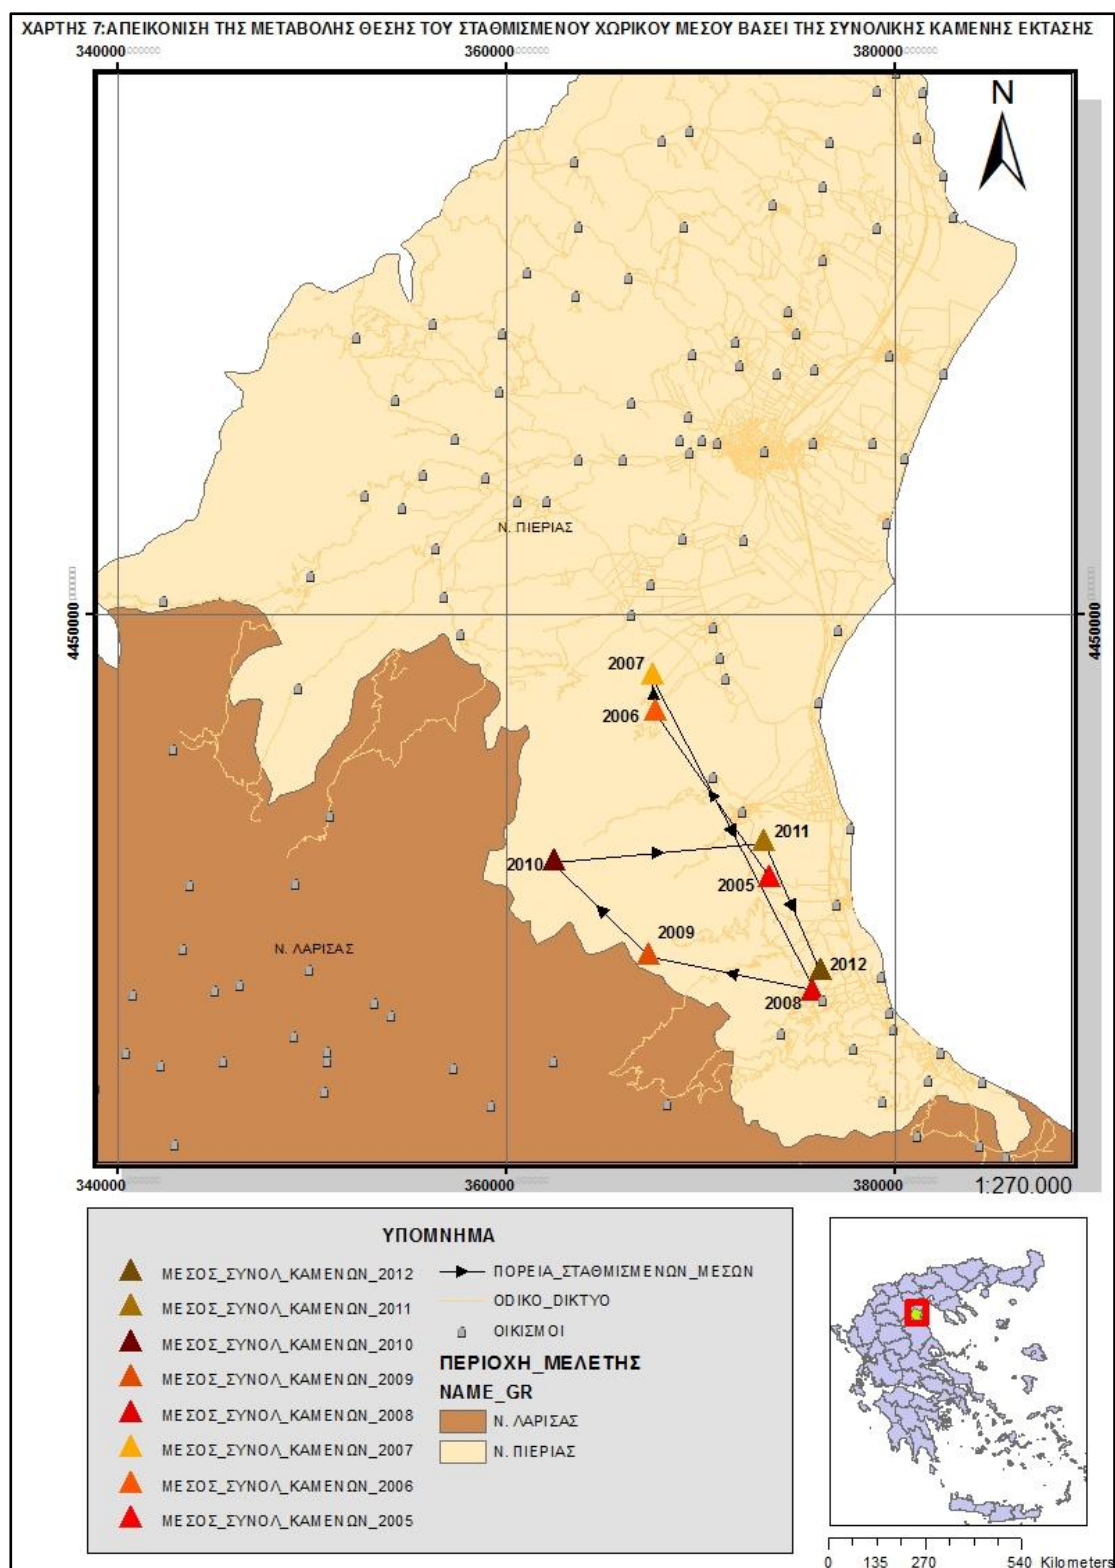 ΧΑΡΤΗΣ 7:ΑΠΕΙΚΟΝΙΣΗ ΤΗΣ ΜΕΤΑΒΟΛΗΣ ΘΕΣΗΣ ΤΟΥ ΣΤΑΘΜΙΣΜΕΝΟΥ ΧΩΡΙΚΟΥ ΜΕΣΟΥ ΒΑΣΕΙ ΤΗΣ ΣΥΝΟΛΙΚΗΣ ΚΑΜΕΝΗΣ ΕΚΤΑΣΗΣ
340000 360000 380000
N
Ν. ΠΙΕΡΙΑΣ
4450000 4450000
2007
2006
2011
2010
2005
2009
Ν. ΛΑΡΙΣΑΣ
2012
2008
340000 360000 380000
1:270.000
ΥΠΟΜΝΗΜΑ
ΜΕΣΟΣ_ΣΥΝΟΛ_ΚΑΜΕΝΩΝ_2012
ΜΕΣΟΣ_ΣΥΝΟΛ_ΚΑΜΕΝΩΝ_2011
ΜΕΣΟΣ_ΣΥΝΟΛ_ΚΑΜΕΝΩΝ_2010
ΜΕΣΟΣ_ΣΥΝΟΛ_ΚΑΜΕΝΩΝ_2009
ΜΕΣΟΣ_ΣΥΝΟΛ_ΚΑΜΕΝΩΝ_2008
ΜΕΣΟΣ_ΣΥΝΟΛ_ΚΑΜΕΝΩΝ_2007
ΜΕΣΟΣ_ΣΥΝΟΛ_ΚΑΜΕΝΩΝ_2006
ΜΕΣΟΣ_ΣΥΝΟΛ_ΚΑΜΕΝΩΝ_2005
ΠΟΡΕΙΑ_ΣΤΑΘΜΙΣΜΕΝΩΝ_ΜΕΣΩΝ
ODIKO_ΔΙΚΤΥΟ
ΟΙΚΙΣΜΟΙ
ΠΕΡΙΟΧΗ_ΜΕΛΕΤΗΣ
NAME_GR
Ν. ΛΑΡΙΣΑΣ
Ν. ΠΙΕΡΙΑΣ
0 135 270 540 Kilometers